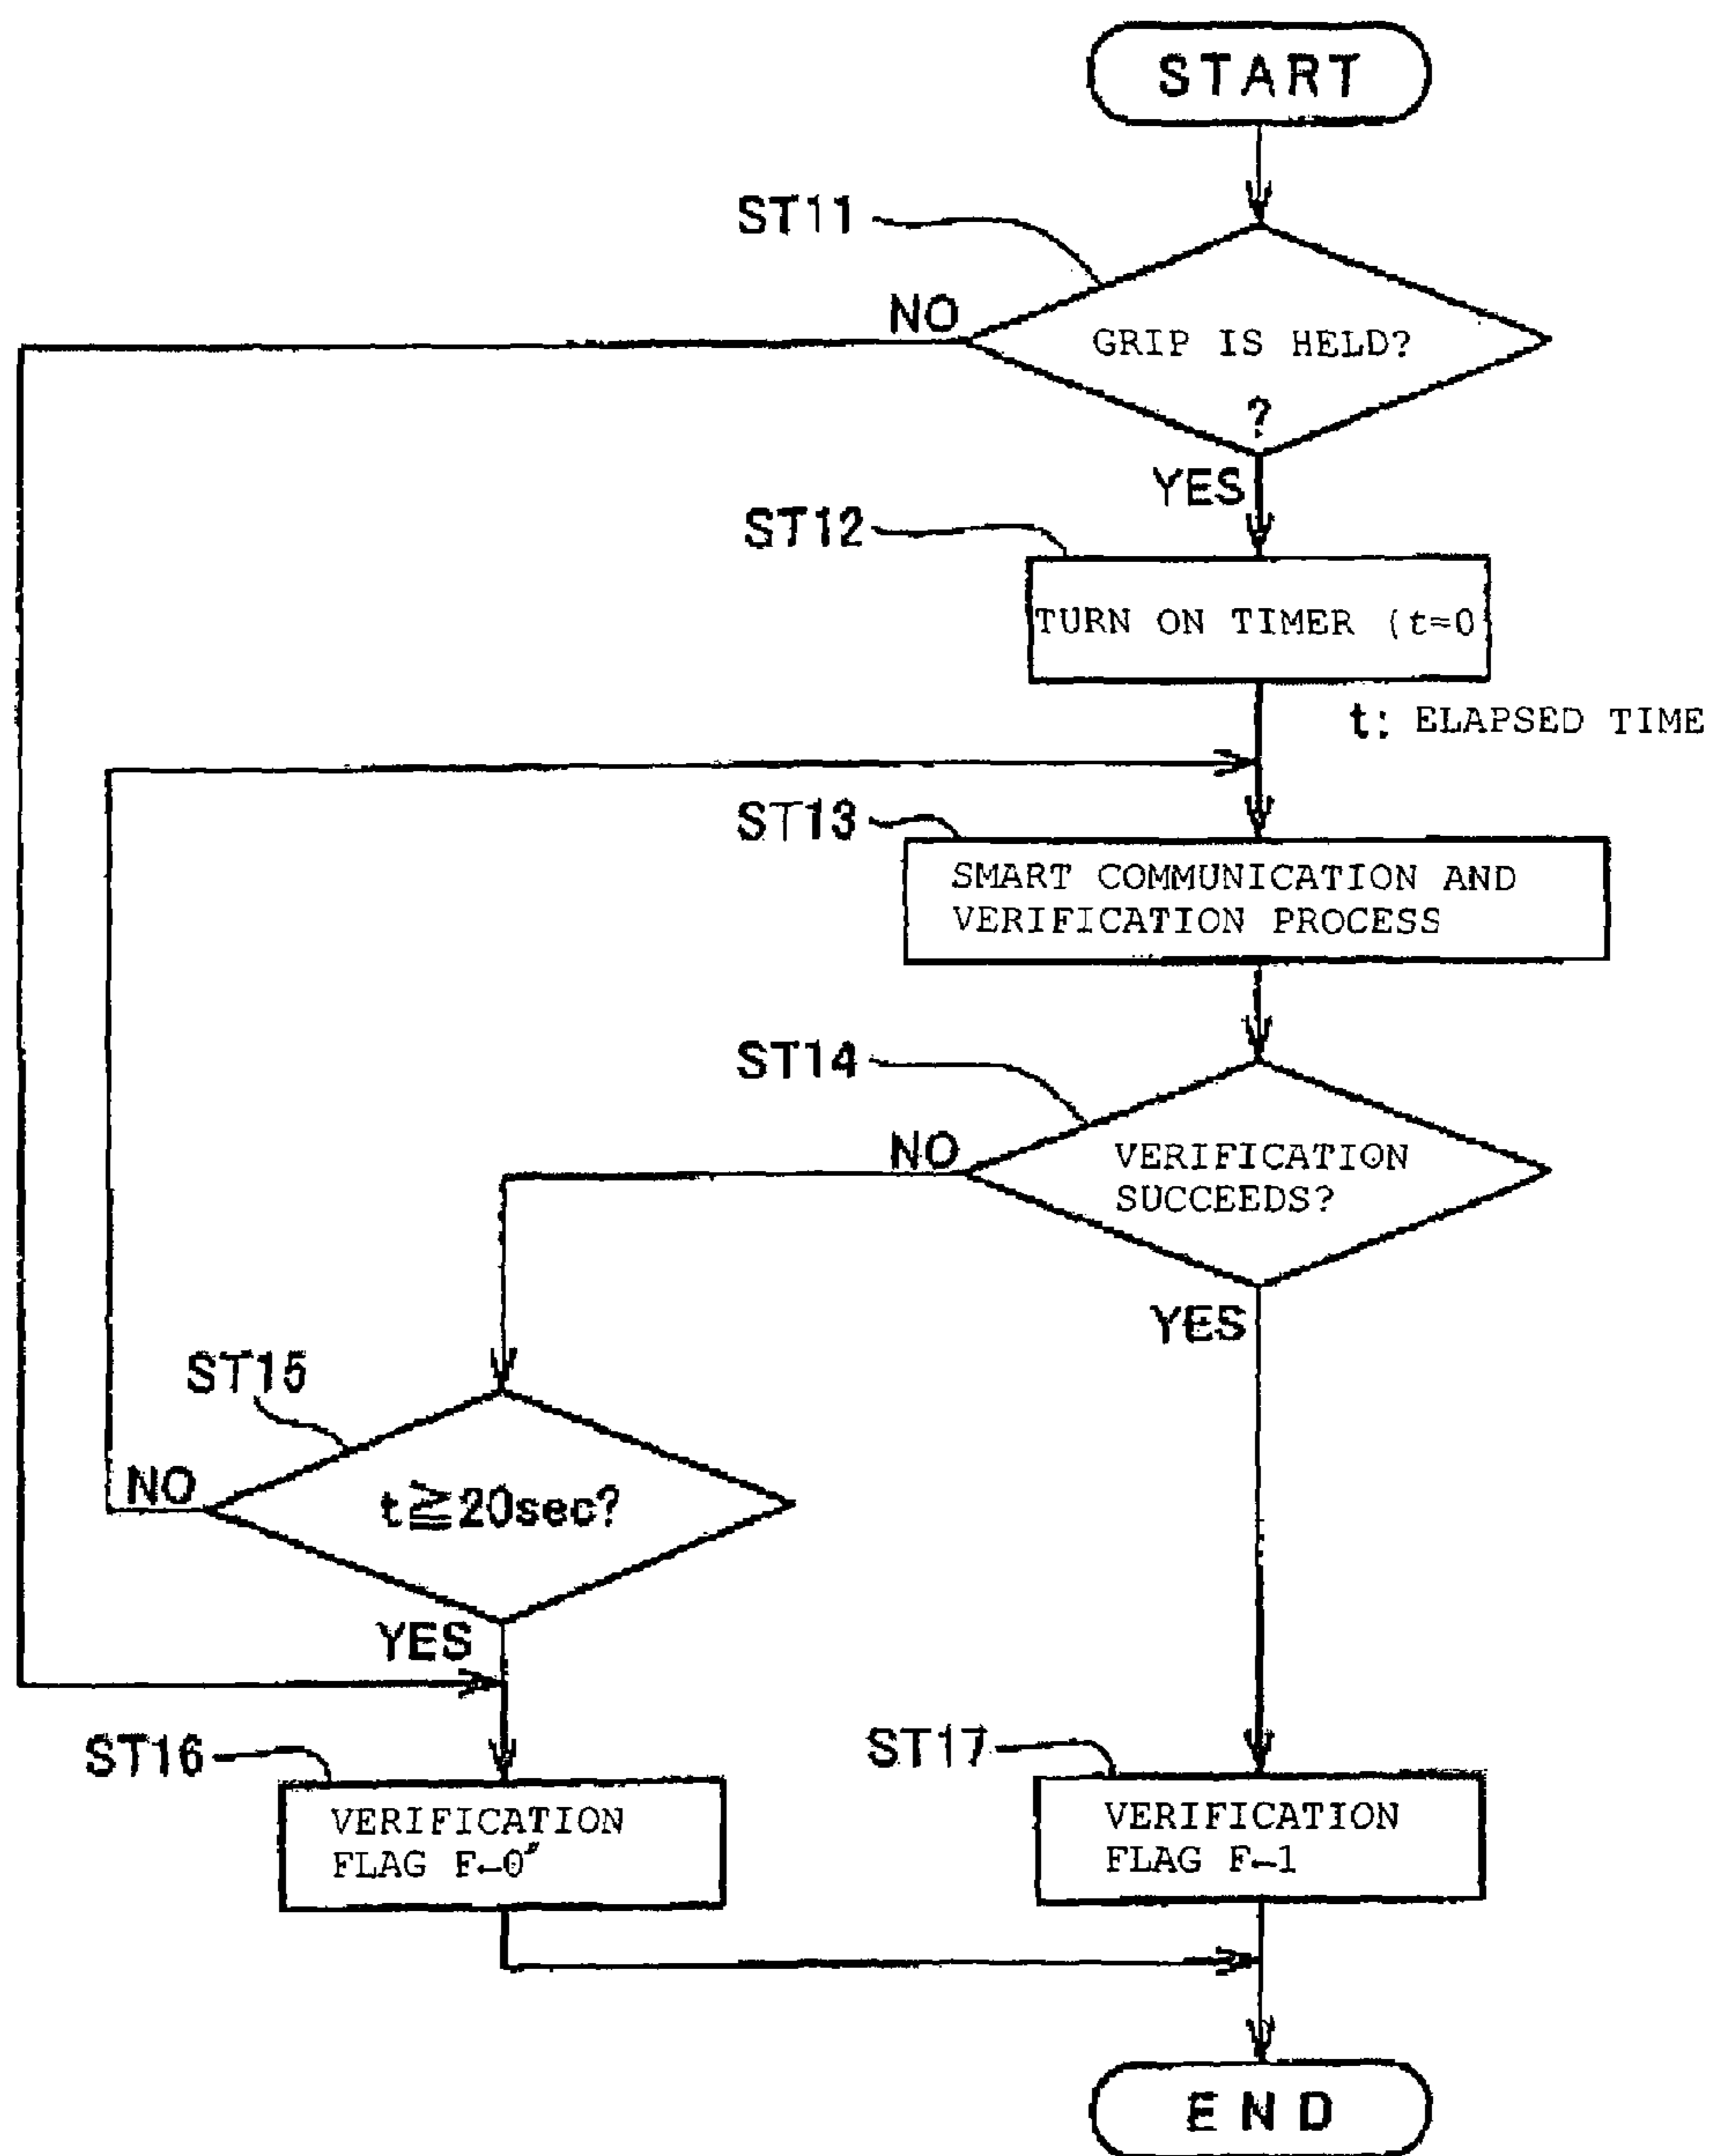 START
ST11
NO
GRIP IS HELD?
?
YES
ST12
TURN ON TIMER (t=0)
t: ELAPSED TIME
ST13
SMART COMMUNICATION AND
VERIFICATION PROCESS
ST14
NO
VERIFICATION
SUCCEEDS?
YES
ST15
NO
t≧20sec?
YES
ST16
VERIFICATION
FLAG F←0"
ST17
VERIFICATION
FLAG F←1
END